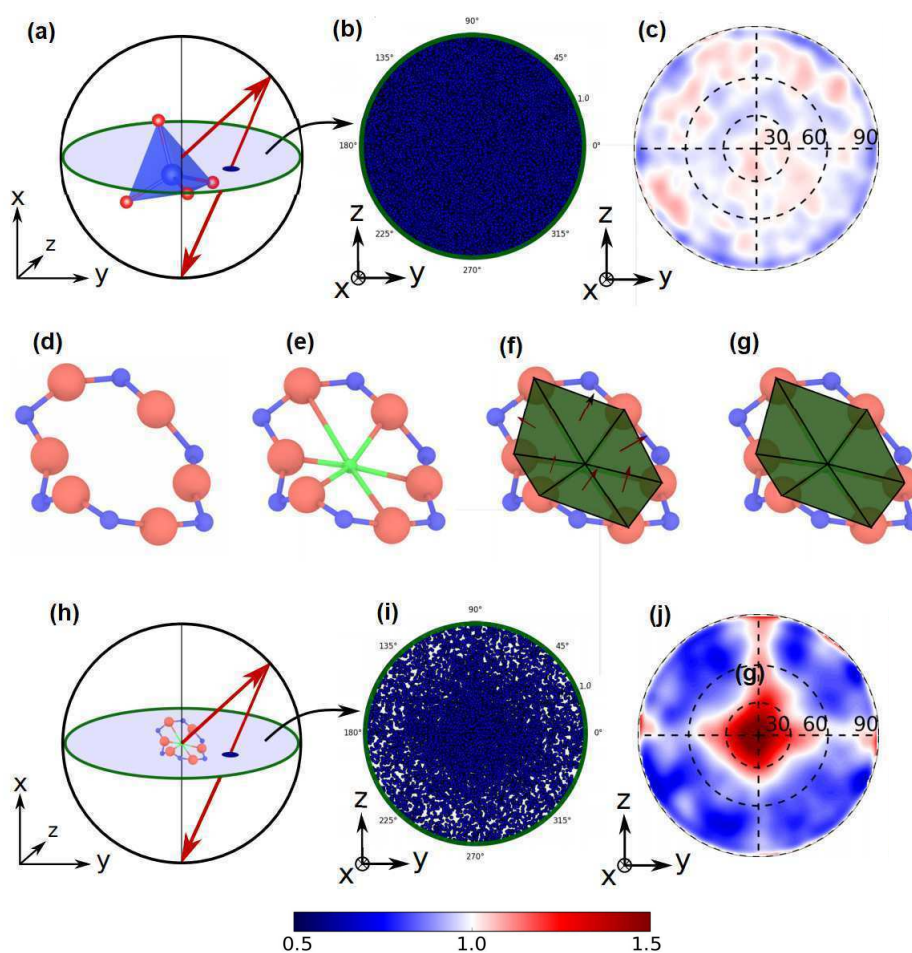 (a)
x
z
y
(b)
90°
135° 45°
1.0
180° 0°
225° 315°
270°
z
x y
(c)
30 60 90
z
x y
(d)
(e)
(f)
(g)
(h)
x
z
y
(i)
90°
135° 45°
1.0
180° 0°
225° 315°
270°
z
x y
(j)
(g)
30 60 90
z
x y
0.5 1.0 1.5